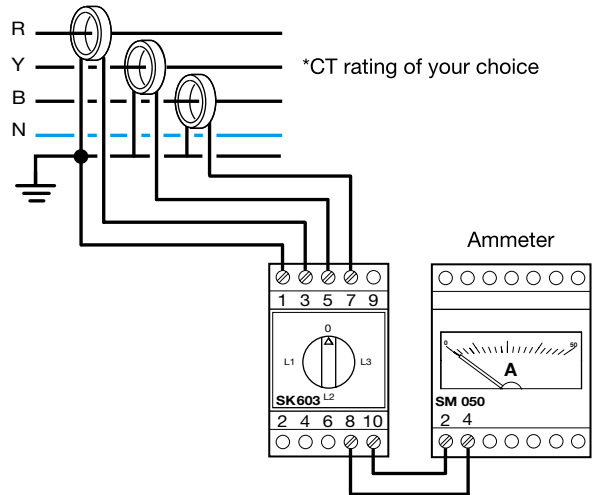 R
Y
*CT rating of your choice
B
N
Ammeter
1 3 5 7 9
0
L1 L3
L2
SK603
2 4 6 8 10
0 50
A
SM 050
2 4